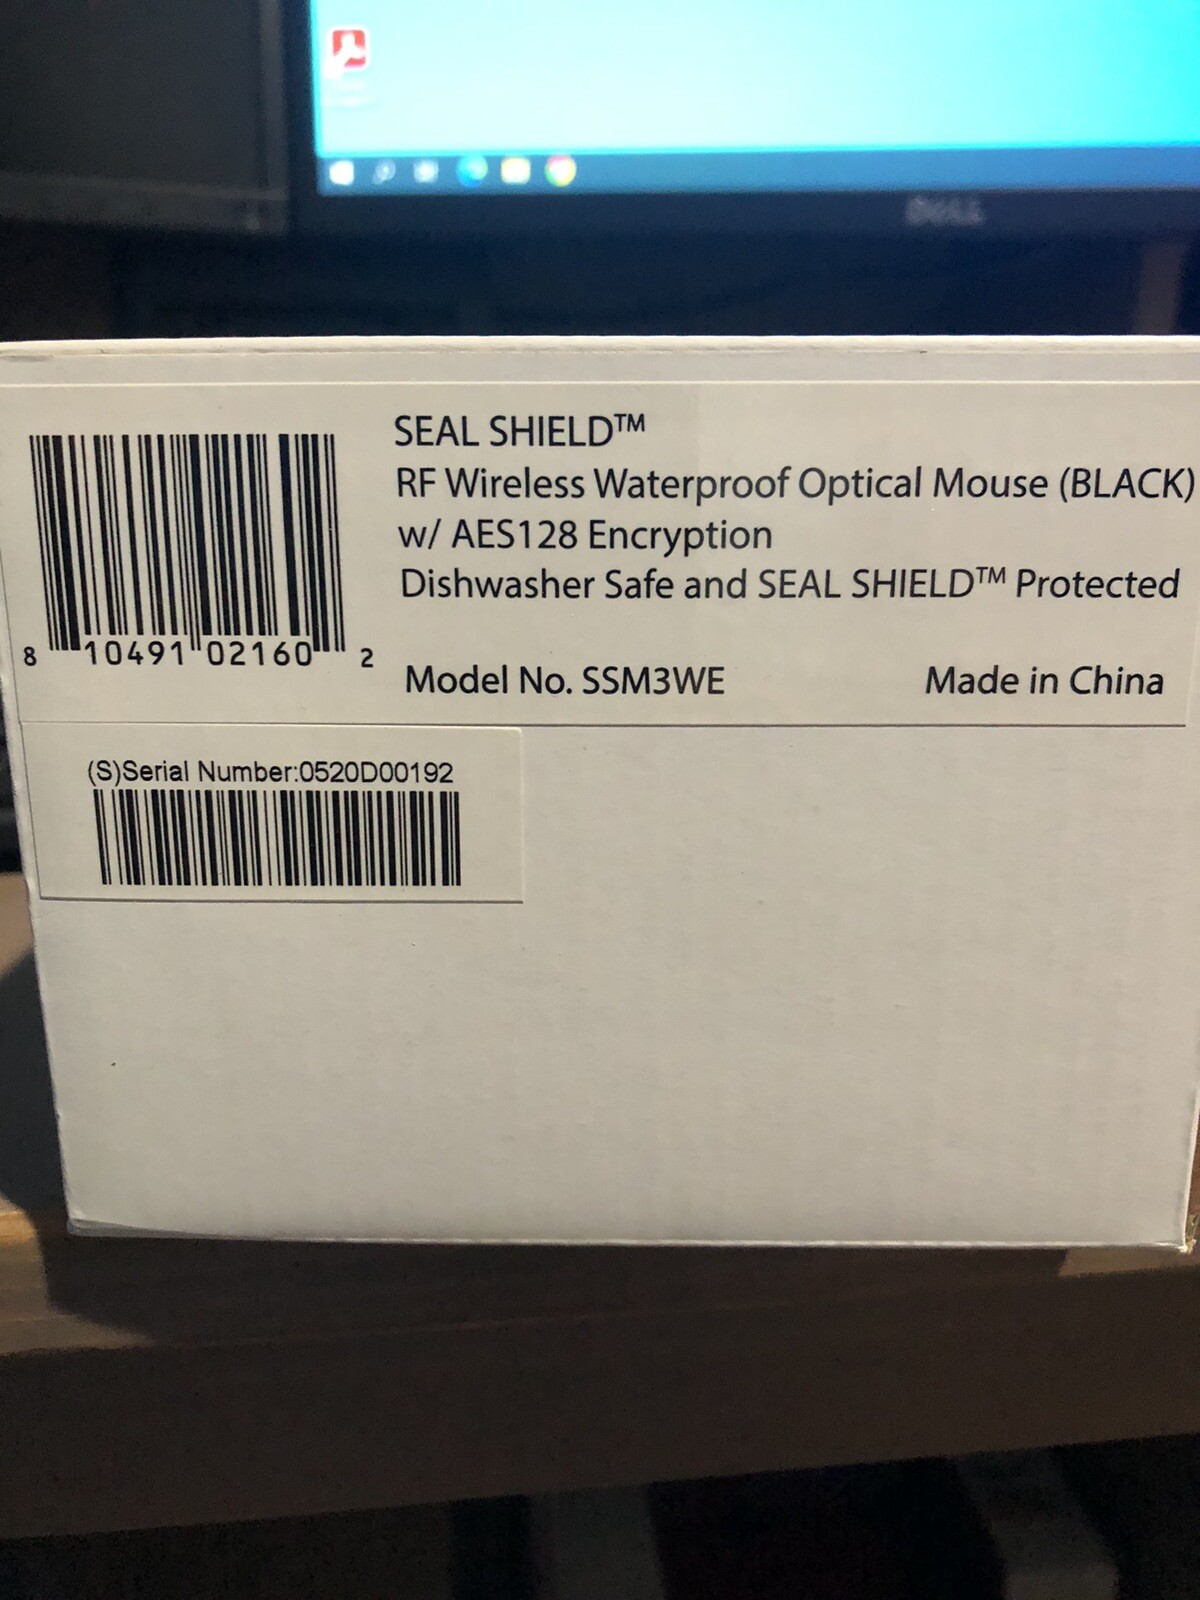 DELL
SEAL SHIELD™
RF Wireless Waterproof Optical Mouse (BLACK)
w/ AES128 Encryption
Dishwasher Safe and SEAL SHIELD™ Protected
8 10491 02160 2
Model No. SSM3WE Made in China
(S)Serial Number:0520D00192